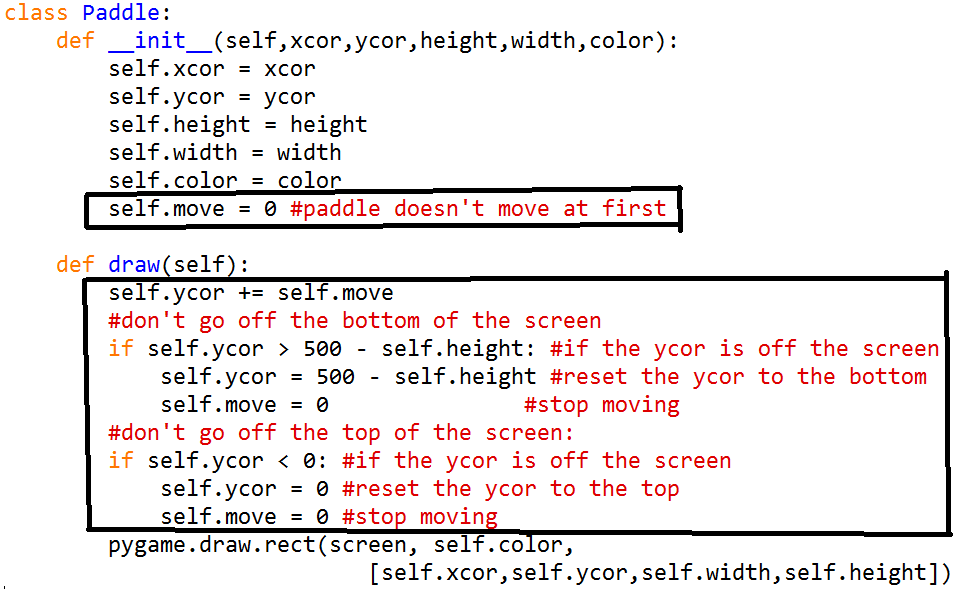 class Paddle:
    def __init__(self,xcor,ycor,height,width,color):
        self.xcor = xcor
        self.ycor = ycor
        self.height = height
        self.width = width
        self.color = color
        self.move = 0 #paddle doesn't move at first
    def draw(self):
        self.ycor += self.move
        #don't go off the bottom of the screen
        if self.ycor > 500 - self.height: #if the ycor is off the screen
            self.ycor = 500 - self.height #reset the ycor to the bottom
            self.move = 0               #stop moving
        #don't go off the top of the screen:
        if self.ycor < 0: #if the ycor is off the screen
            self.ycor = 0 #reset the ycor to the top
            self.move = 0 #stop moving
        pygame.draw.rect(screen, self.color,
                            [self.xcor,self.ycor,self.width,self.height])